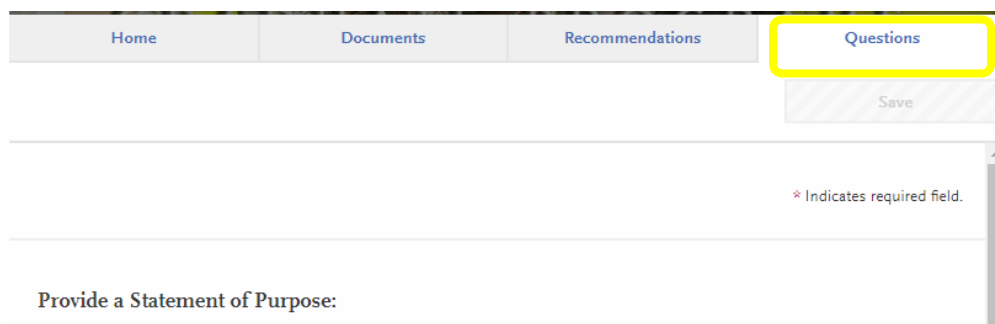 Home Documents Recommendations Questions
Save
* Indicates required field.
Provide a Statement of Purpose: